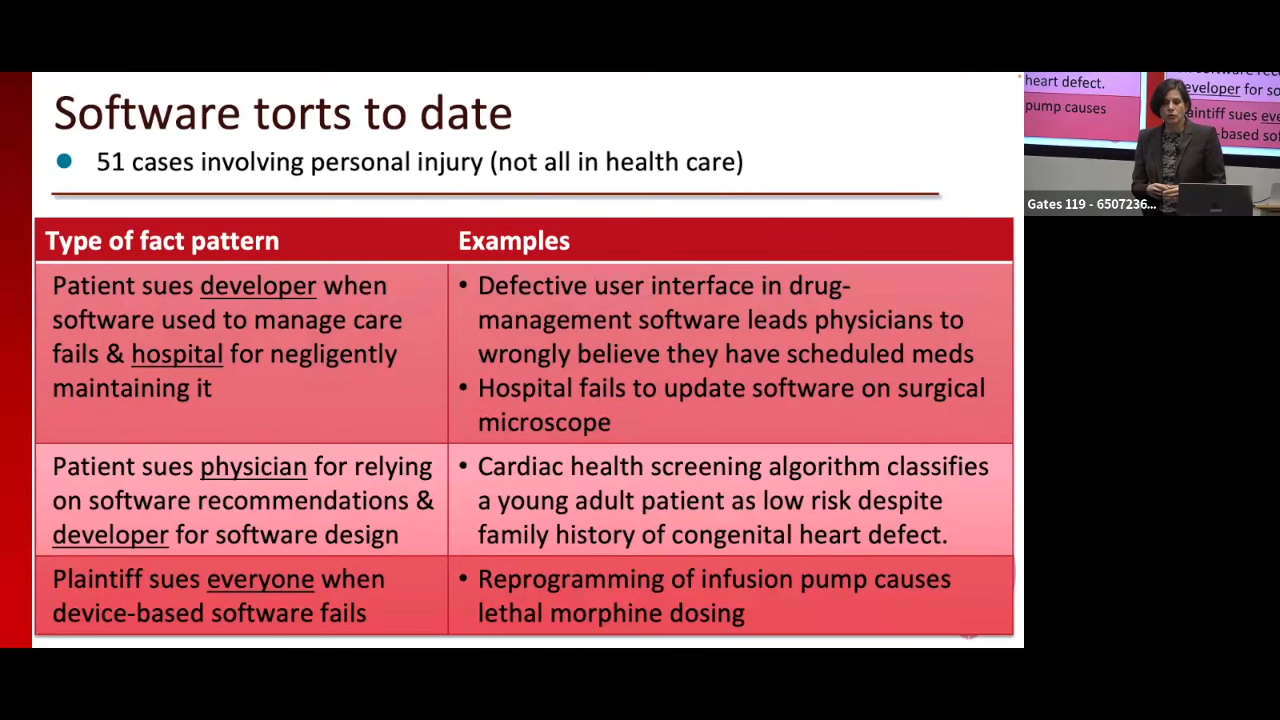 Software torts to date
• 51 cases involving personal injury (not all in health care)
Type of fact pattern
Examples
Patient sues developer when
software used to manage care
fails & hospital for negligently
maintaining it
• Defective user interface in drug-
management software leads physicians to
wrongly believe they have scheduled meds
• Hospital fails to update software on surgical
microscope
Patient sues physician for relying
on software recommendations &
developer for software design
• Cardiac health screening algorithm classifies
a young adult patient as low risk despite
family history of congenital heart defect.
Plaintiff sues everyone when
device-based software fails
• Reprogramming of infusion pump causes
lethal morphine dosing
heart defect.
pump causes
developer for so
aintiff sues eve
-based sof
Gates 119 - 6507236...